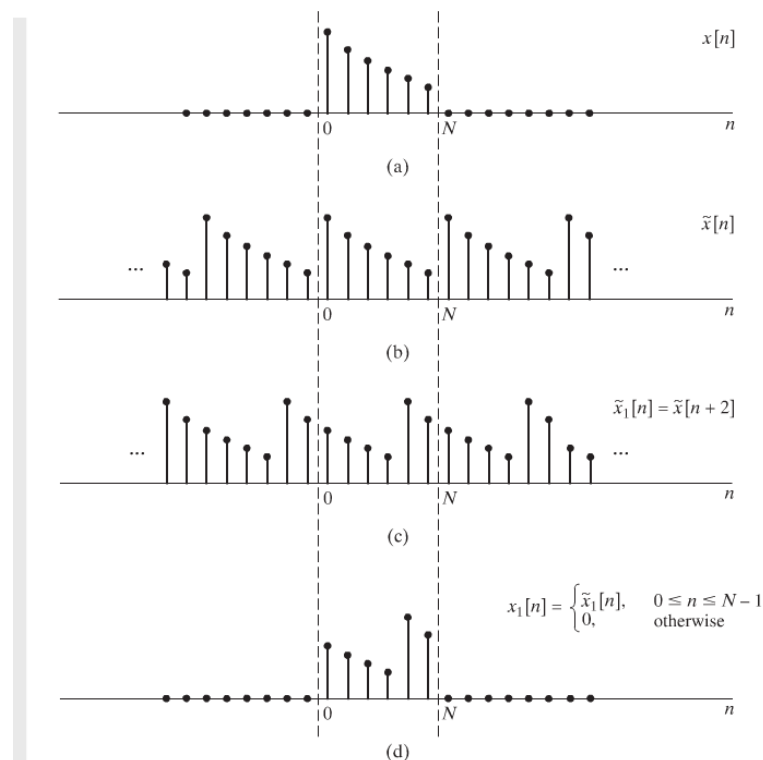 x[n]
0
N
n
(a)
x̃[n]
...
...
0
N
n
(b)
x̃₁[n] = x̃[n + 2]
...
...
0
N
n
(c)
x₁[n] = { x̃₁[n], 0 ≤ n ≤ N – 1
0, otherwise
0
N
n
(d)